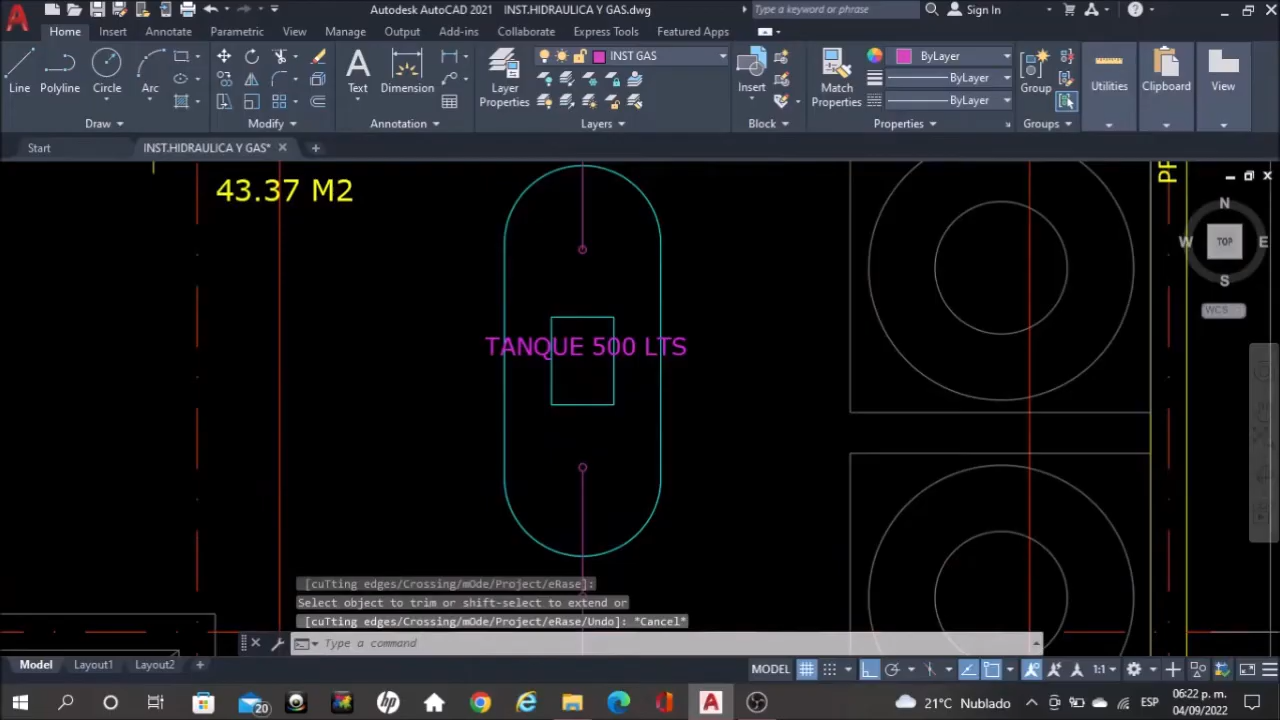 Autodesk AutoCAD 2021 INST.HIDRAULICA Y GAS.dwg
Type a keyword or phrase
Sign In
Home Insert Annotate Parametric View Manage Output Add-ins Collaborate Express Tools Featured Apps
Line Polyline Circle Arc
Text Dimension
Layer Properties
INST GAS
Insert
Match Properties
ByLayer
ByLayer
ByLayer
Group
Utilities
Clipboard
View
Draw Modify Annotation Layers Block Properties Groups
Start INST.HIDRAULICA Y GAS*
43.37 M2
N
W TOP E
S
WCS
TANQUE 500 LTS
[cuTting edges/Crossing/mOde/Project/eRase]:
Select object to trim or shift-select to extend or
[cuTting edges/Crossing/mOde/Project/eRase/Undo]: *Cancel*
Type a command
Model Layout1 Layout2
MODEL
1:1
20
21°C Nublado
ESP
06:22 p. m.
04/09/2022